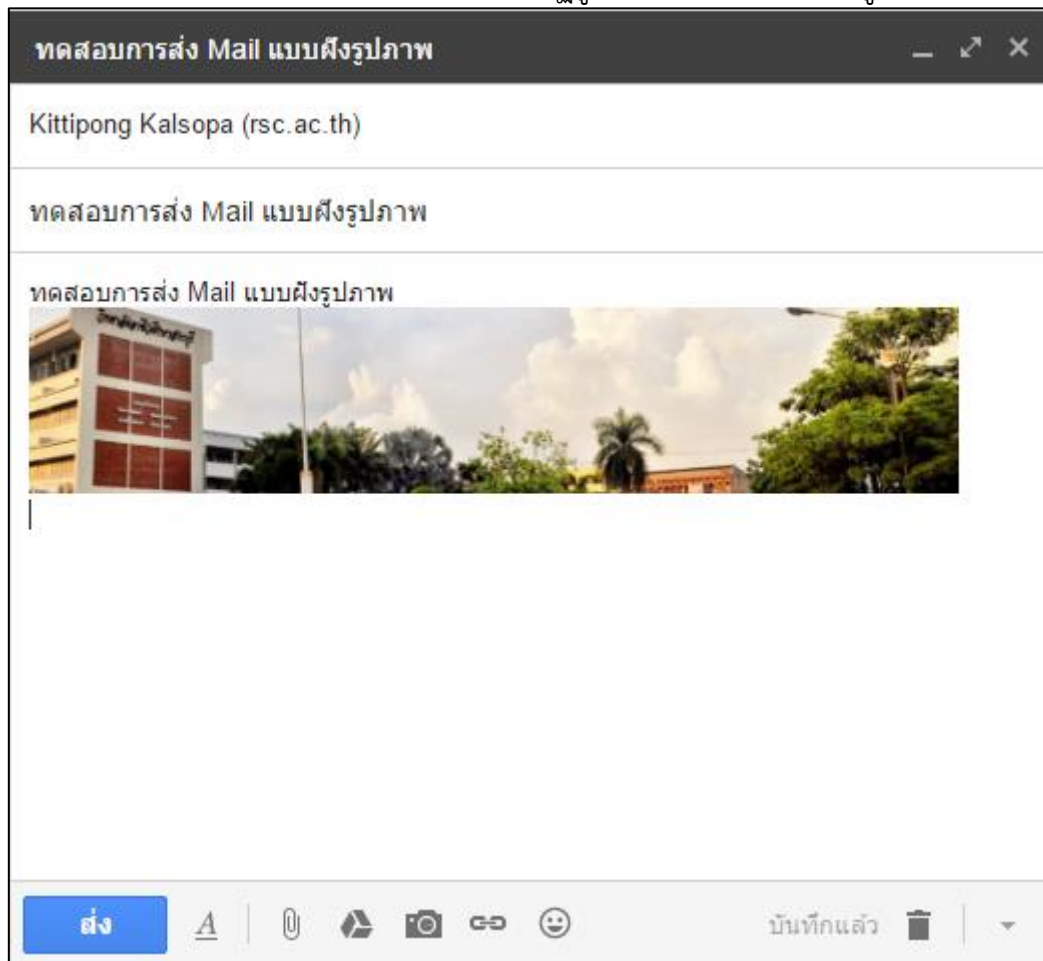 ทดสอบการส่ง Mail แบบฝังรูปภาพ
Kittipong Kalsopa (rsc.ac.th)
ทดสอบการส่ง Mail แบบฝังรูปภาพ
ทดสอบการส่ง Mail แบบฝังรูปภาพ
ส่ง
บันทึกแล้ว